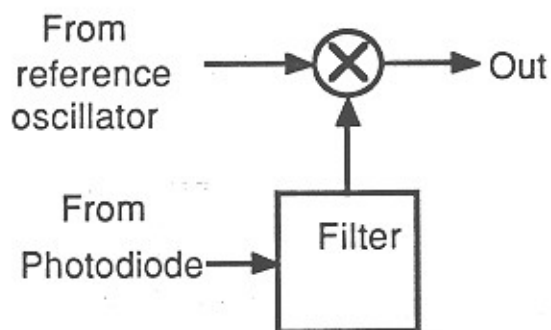 From
reference
oscillator
Out
From
Photodiode
Filter